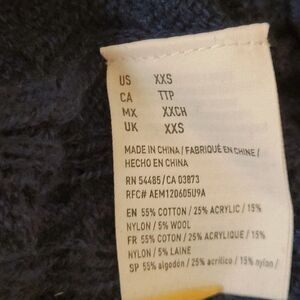 US XXS
CA TTP
MX XXCH
UK XXS
MADE IN CHINA / FABRIQUÉ EN CHINE /
HECHO EN CHINA
RN 54485 / CA 03873
RFC# AEM120605U9A
EN 55% COTTON / 25% ACRYLIC / 15%
NYLON / 5% WOOL
FR 55% COTON / 25% ACRYLIQUE / 15%
NYLON / 5% LAINE
SP 55% algodón / 25% acrílico / 15% nylon /